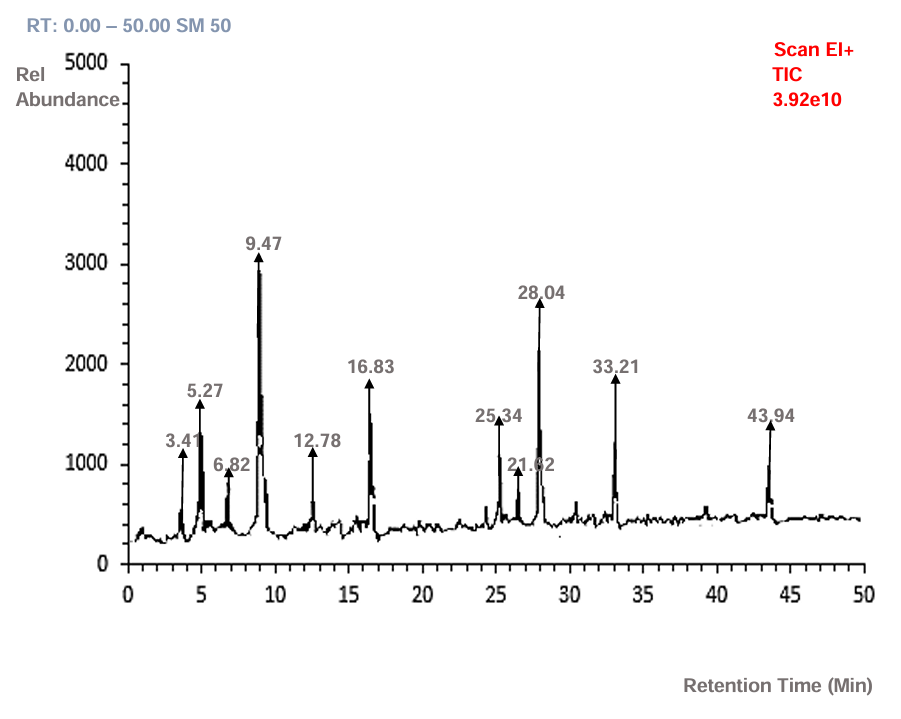 RT: 0.00 – 50.00 SM 50
Scan EI+
TIC
3.92e10
Rel
Abundance
5000
4000
3000
2000
1000
0
9.47
28.04
16.83
33.21
5.27
25.34
43.94
3.41
12.78
6.82
21.62
0 5 10 15 20 25 30 35 40 45 50
Retention Time (Min)